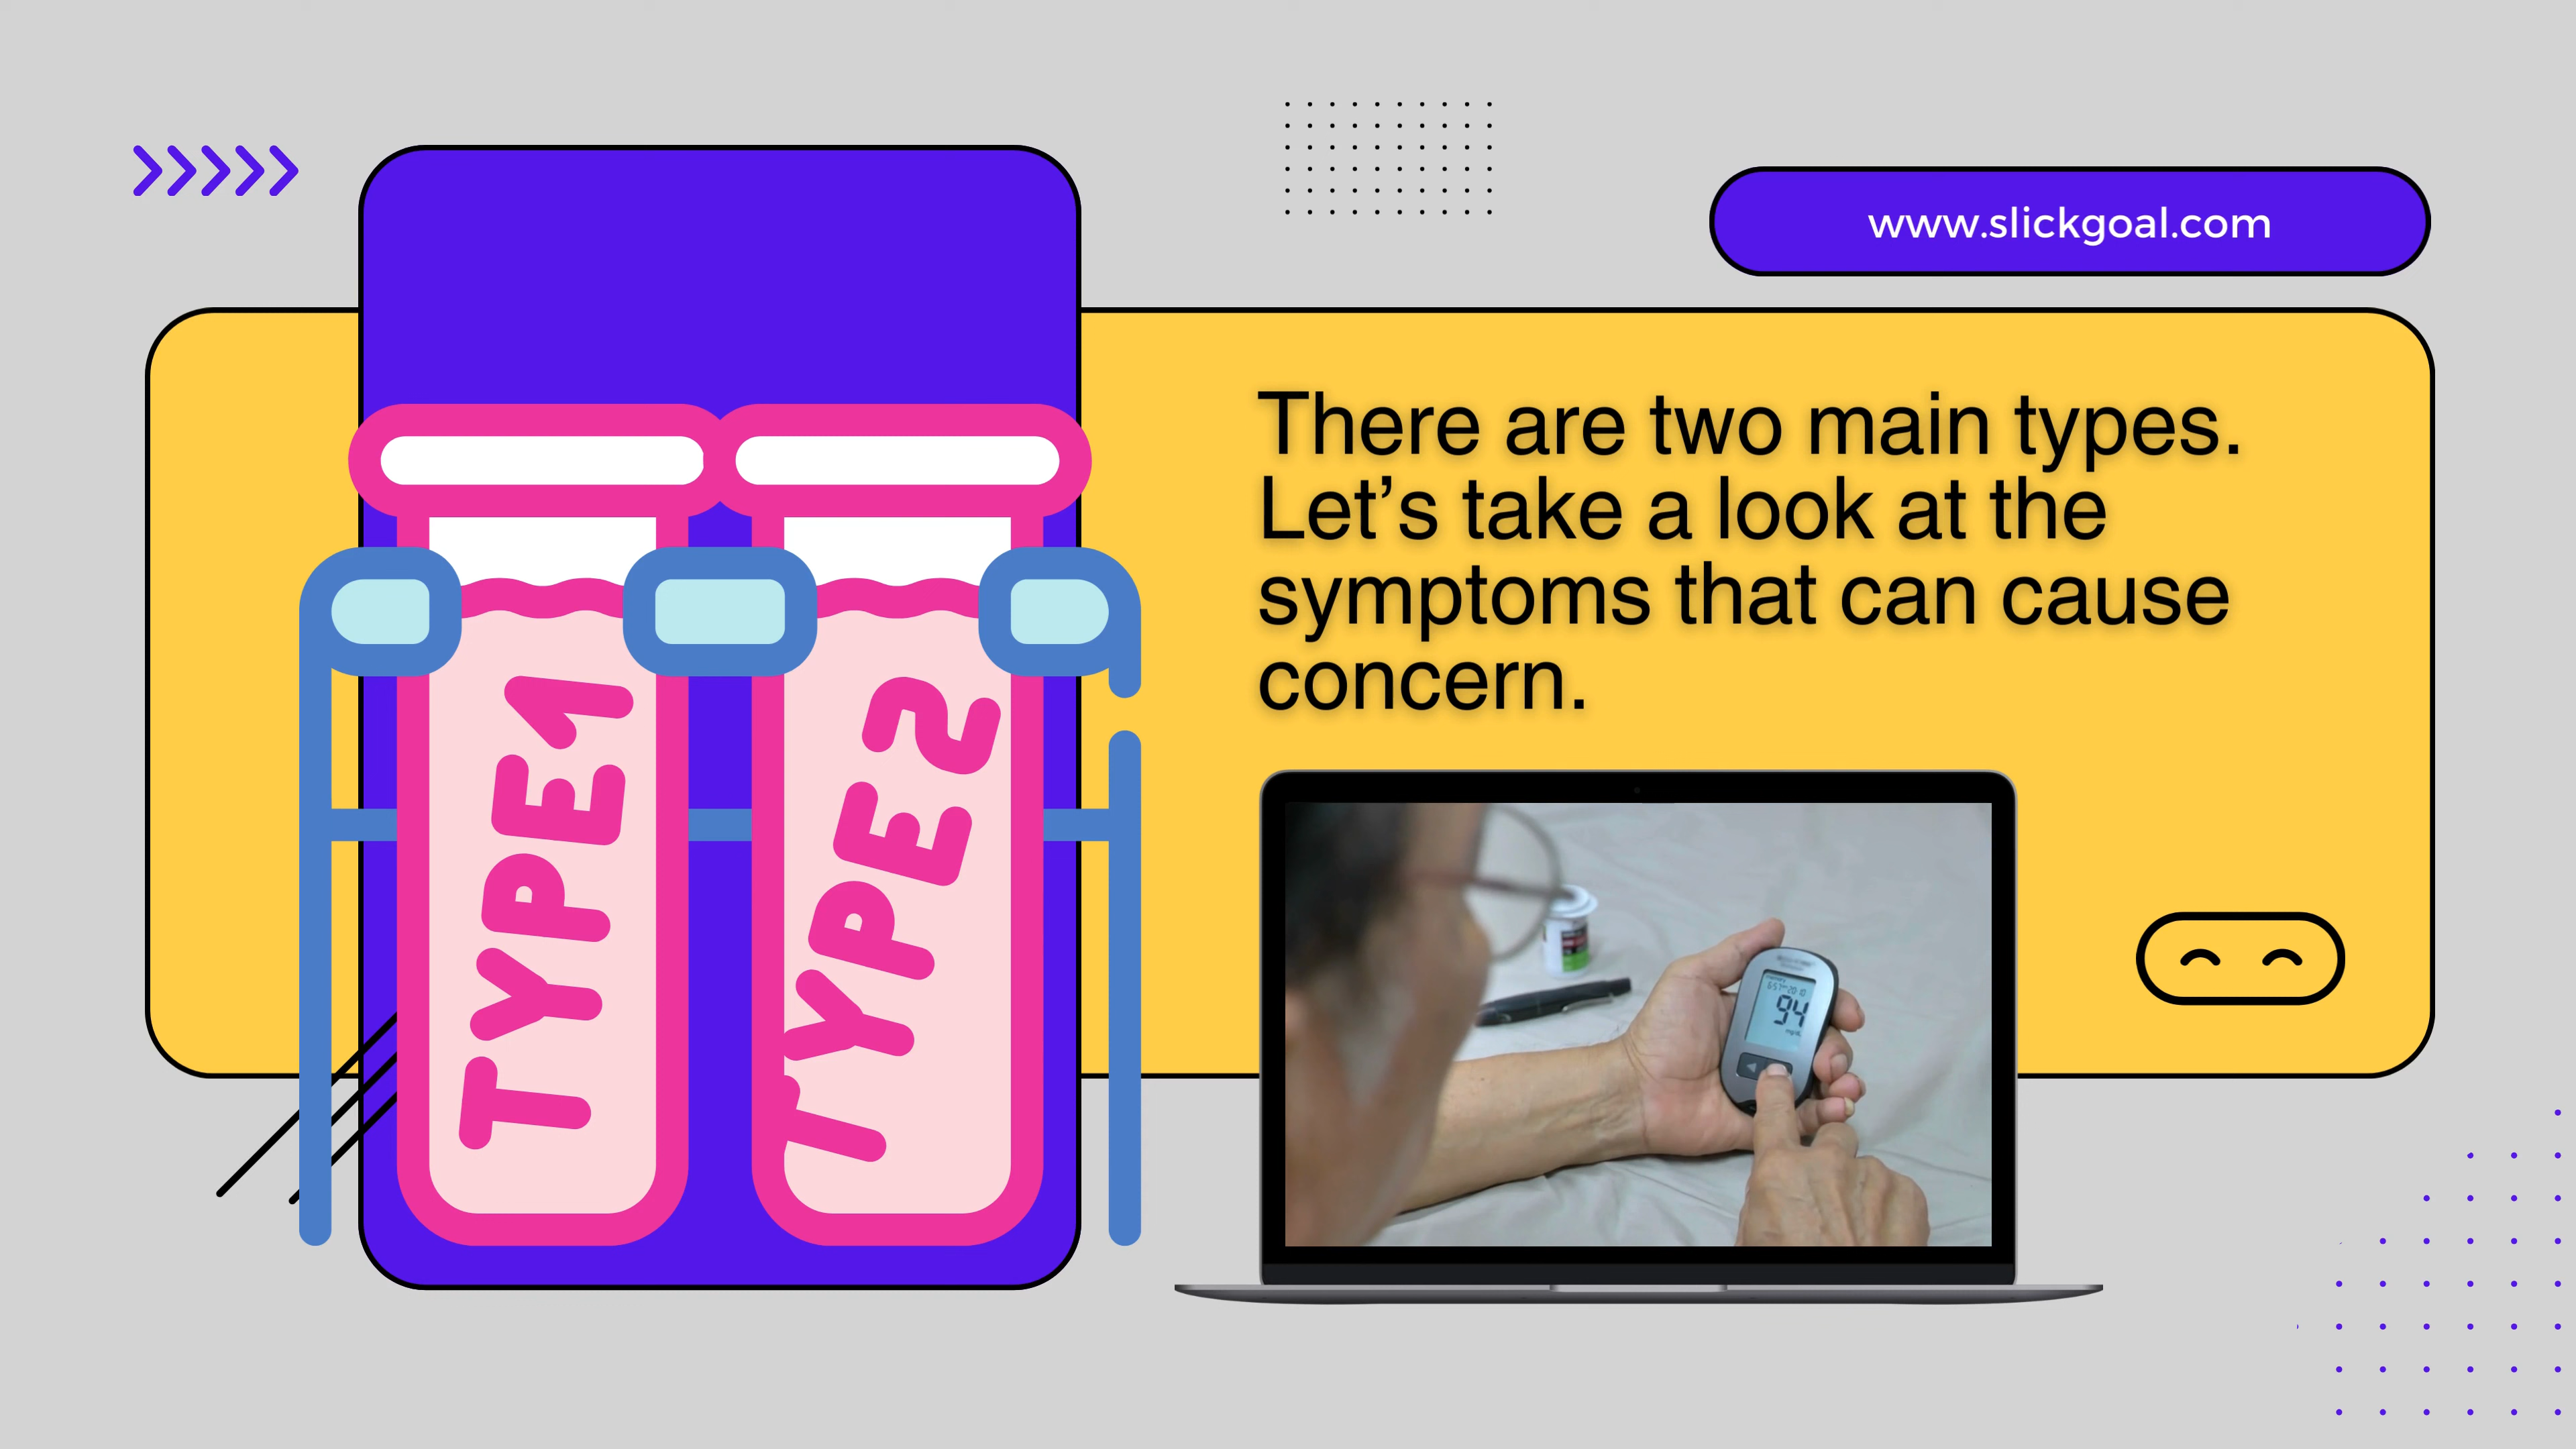 www.slickgoal.com
There are two main types.
Let’s take a look at the
symptoms that can cause
concern.
TYPE1
TYPE2
94